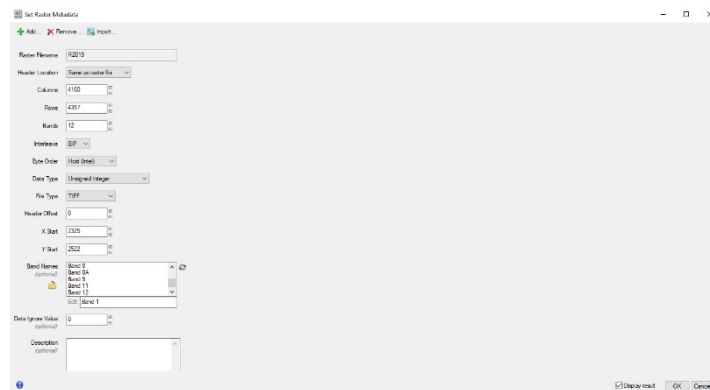 Set Raster Metadata
Add... Remove... Import...
Raster Filename R2019
Header Location Same as raster file
Columns 4160
Rows 4357
Bands 12
Interleave BIP
Byte Order Host (Intel)
Data Type Unsigned Integer
File Type TIFF
Header Offset 0
X Start 2325
Y Start 2522
Band Names
(optional)
Band 8
Band 8A
Band 9
Band 11
Band 12
Edit: Band 1
Data Ignore Value 0
(optional)
Description
(optional)
Display result OK Cancel